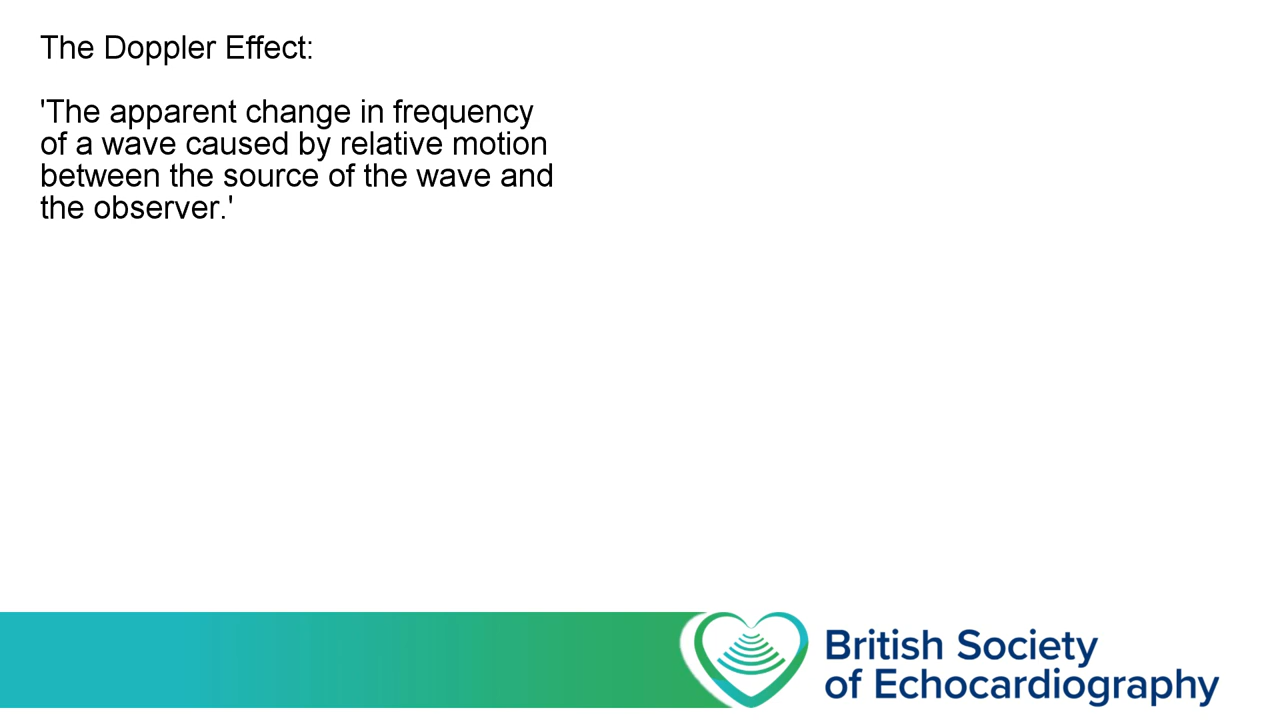 The Doppler Effect:
'The apparent change in frequency
of a wave caused by relative motion
between the source of the wave and
the observer.'
British Society
of Echocardiography